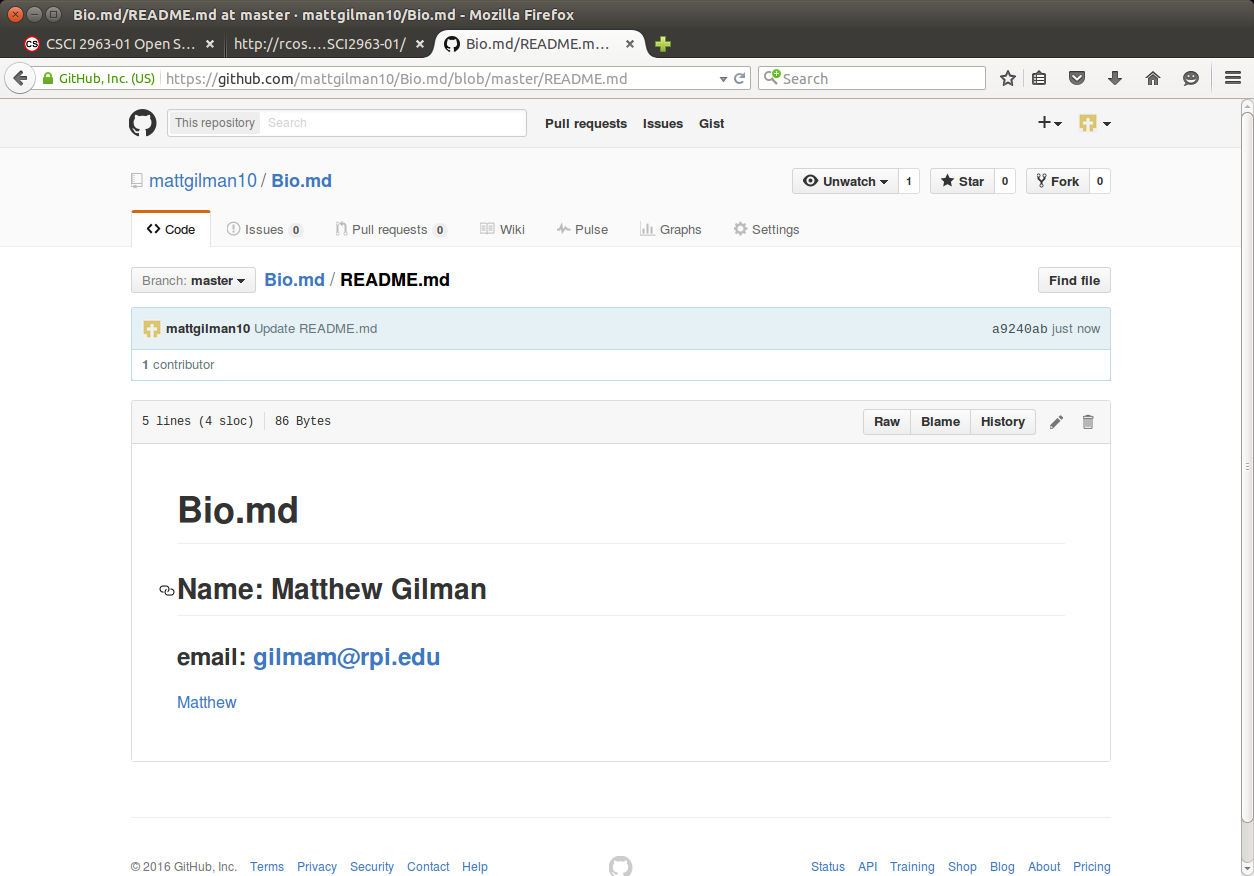 Bio.md/README.md at master · mattgilman10/Bio.md - Mozilla Firefox
CSCI 2963-01 Open S... http://rcos....SCI2963-01/ Bio.md/README.m...
GitHub, Inc. (US) https://github.com/mattgilman10/Bio.md/blob/master/README.md Search
This repository Search Pull requests Issues Gist
mattgilman10 / Bio.md Unwatch 1 Star 0 Fork 0
Code Issues 0 Pull requests 0 Wiki Pulse Graphs Settings
Branch: master Bio.md / README.md Find file
mattgilman10 Update README.md a9240ab just now
1 contributor
5 lines (4 sloc) 86 Bytes Raw Blame History
Bio.md
Name: Matthew Gilman
email: gilmam@rpi.edu
Matthew
© 2016 GitHub, Inc. Terms Privacy Security Contact Help Status API Training Shop Blog About Pricing